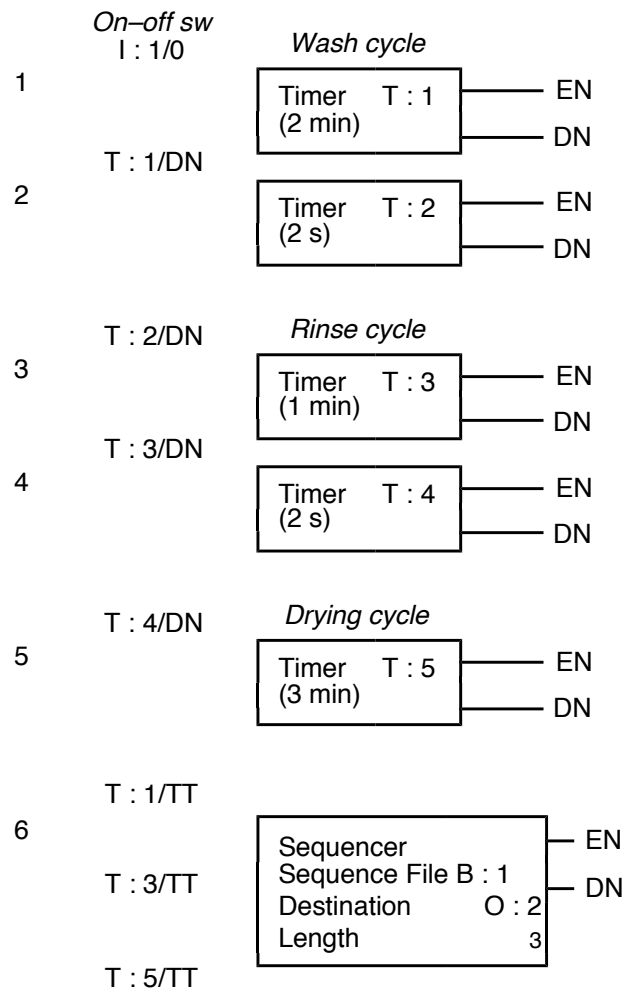 On–off sw
I : 1/0
Wash cycle
1
Timer T : 1
(2 min)
EN
DN
T : 1/DN
2
Timer T : 2
(2 s)
EN
DN
T : 2/DN
Rinse cycle
3
Timer T : 3
(1 min)
EN
DN
T : 3/DN
4
Timer T : 4
(2 s)
EN
DN
T : 4/DN
Drying cycle
5
Timer T : 5
(3 min)
EN
DN
T : 1/TT
6
T : 3/TT
T : 5/TT
Sequencer
Sequence File B : 1
Destination O : 2
Length 3
EN
DN